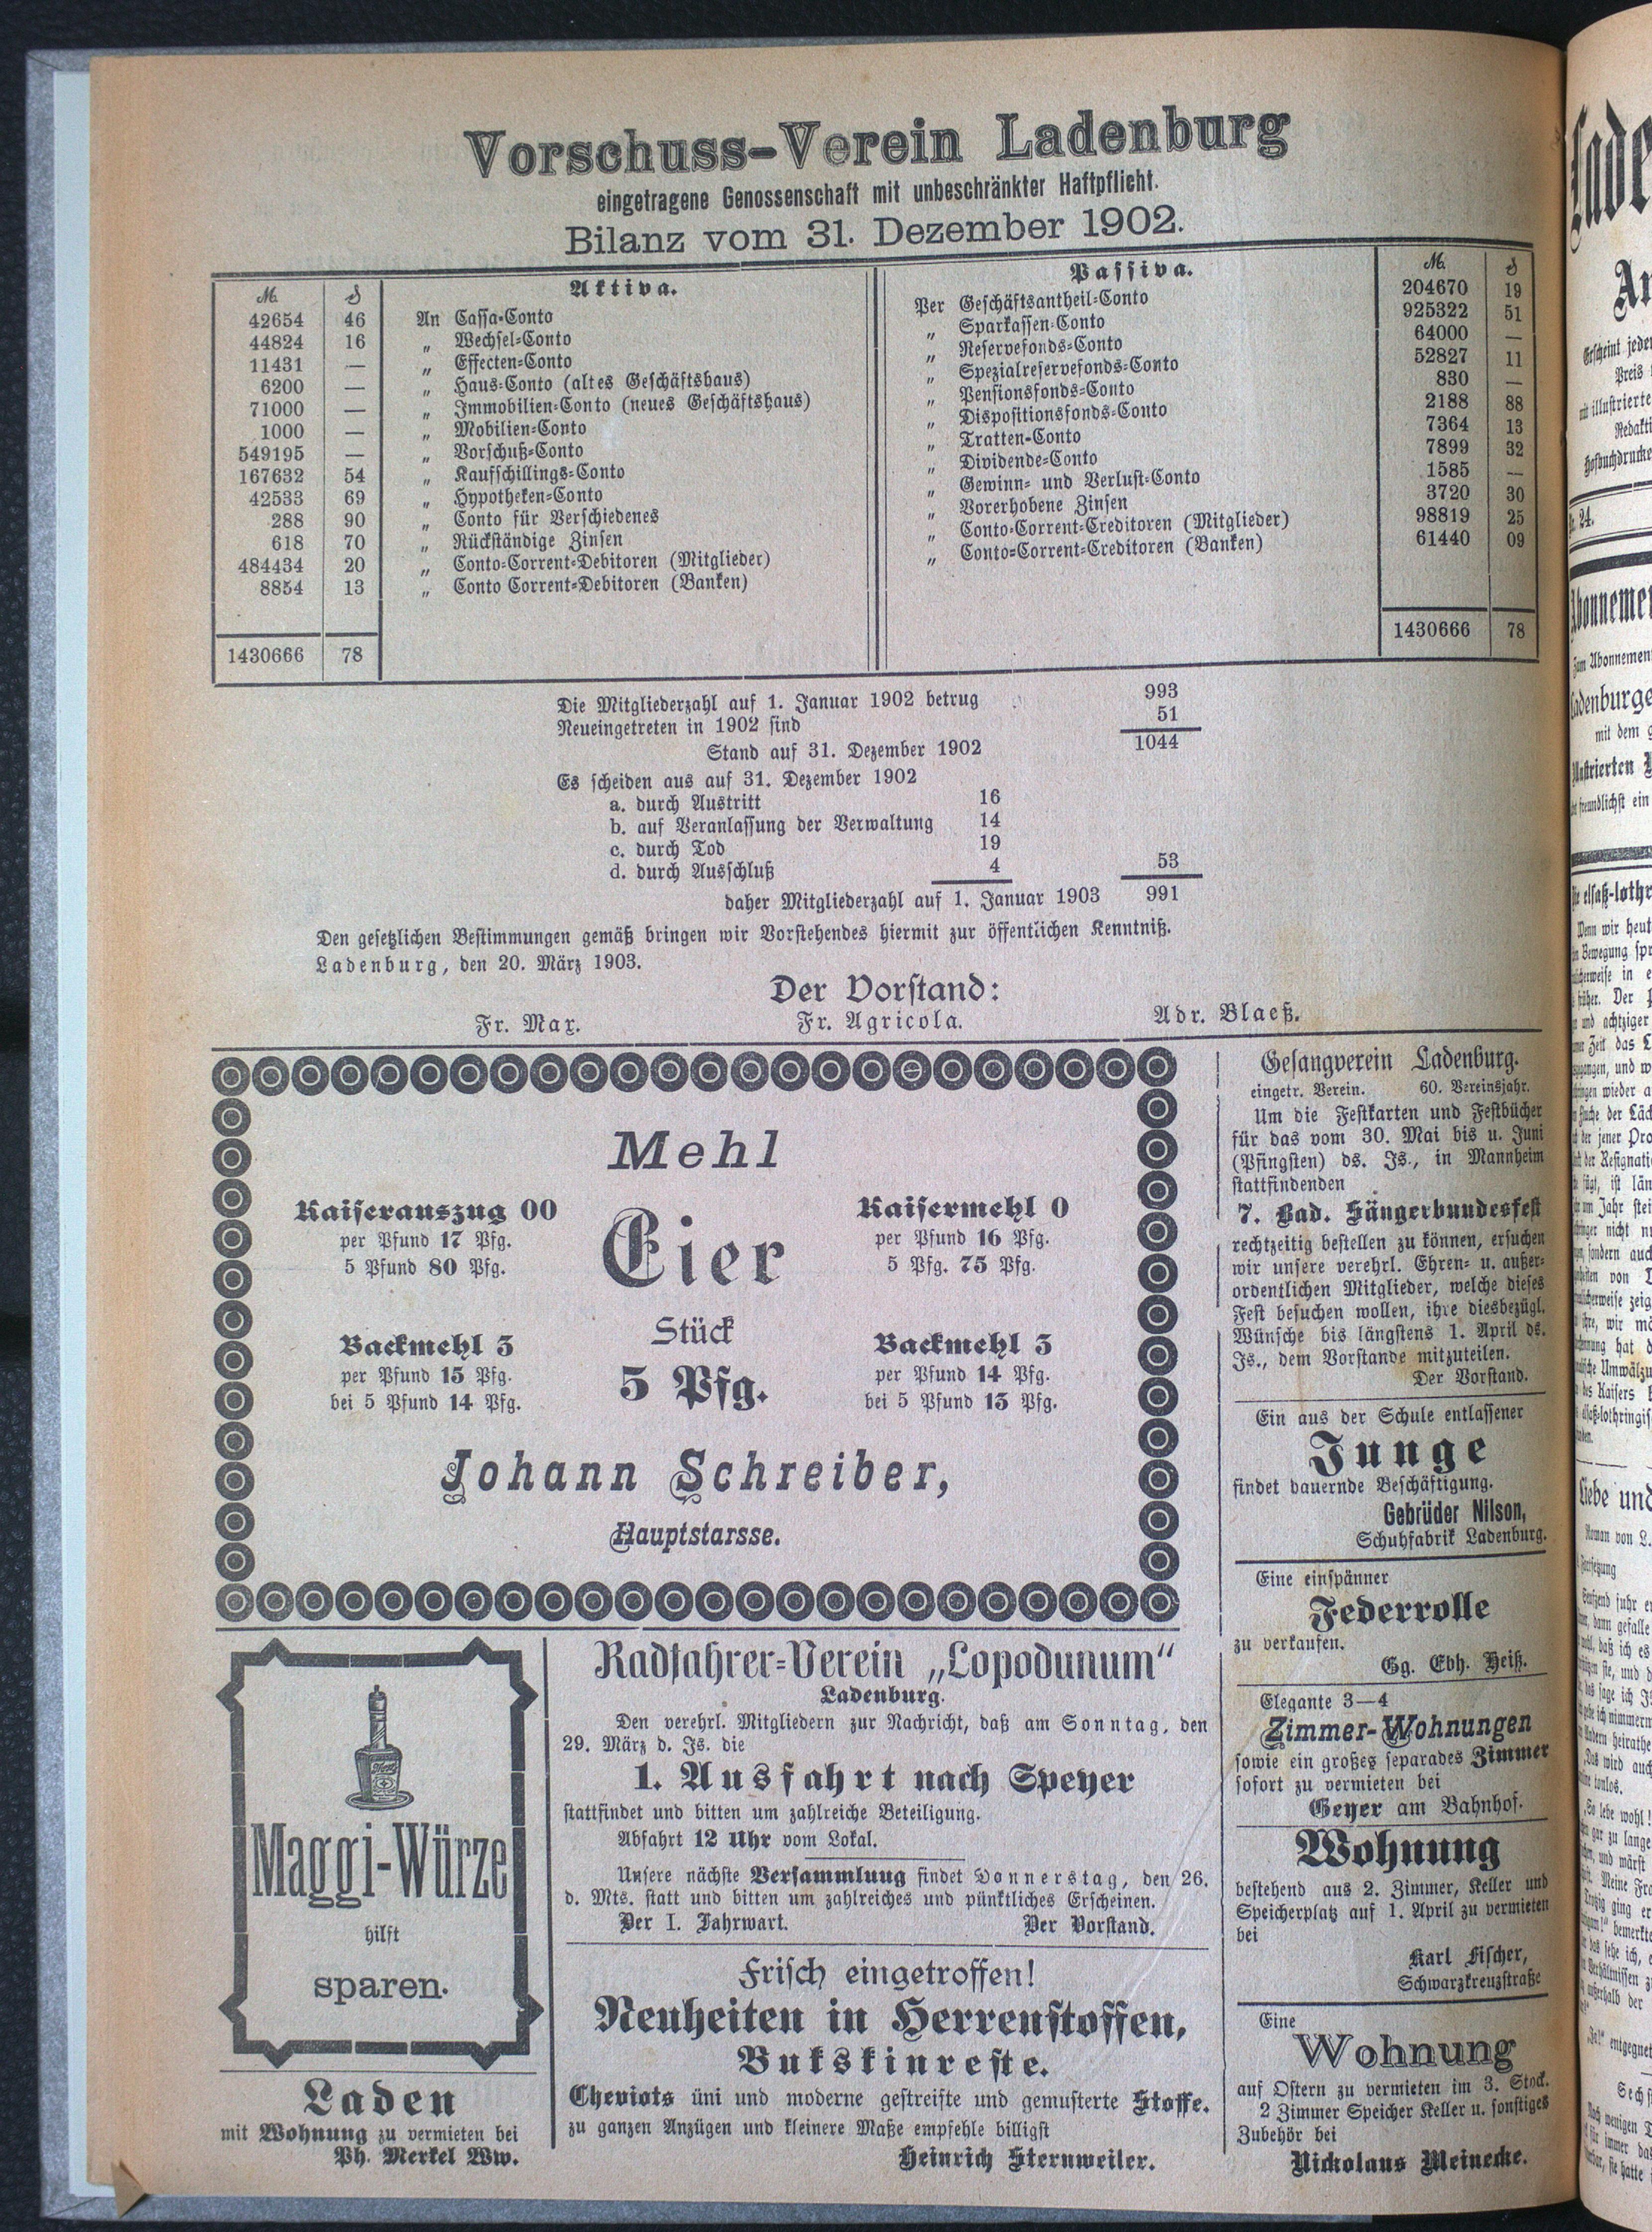 Vorschuss-Verein Ladenburg
eingetragene Genossenschaft mit unbeschränkter Haftpflicht.
Bilanz vom 31. Dezember 1902.
M. ₰ Aktiva.
42654 46 An Cassa-Conto
44824 16 „ Wechsel-Conto
11431 — „ Effecten-Conto
6200 — „ Haus-Conto (altes Geschäftshaus)
71000 — „ Immobilien-Conto (neues Geschäftshaus)
1000 — „ Mobilien-Conto
549195 — „ Vorschuß-Conto
167632 54 „ Kaufschillings-Conto
42533 69 „ Hypotheken-Conto
288 90 „ Conto für Verschiedenes
618 70 „ Rückständige Zinsen
484434 20 „ Conto-Corrent-Debitoren (Mitglieder)
8854 13 „ Conto Corrent-Debitoren (Banken)
1430666 78
Passiva. M. ₰
Per Geschäftsantheil-Conto 204670 19
„ Sparkassen-Conto 925322 51
„ Reservefonds-Conto 64000 —
„ Spezialreservefonds-Conto 52827 11
„ Pensionsfonds-Conto 830 —
„ Dispositionsfonds-Conto 2188 88
„ Tratten-Conto 7364 13
„ Dividende-Conto 7899 32
„ Gewinn- und Verlust-Conto 1585 —
„ Vorerhobene Zinsen 3720 30
„ Conto-Corrent-Creditoren (Mitglieder) 98819 25
„ Conto-Corrent-Creditoren (Banken) 61440 09
1430666 78
Die Mitgliederzahl auf 1. Januar 1902 betrug 993
Neueingetreten in 1902 sind 51
Stand auf 31. Dezember 1902 1044
Es scheiden aus auf 31. Dezember 1902
a. durch Austritt 16
b. auf Veranlassung der Verwaltung 14
c. durch Tod 19
d. durch Ausschluß 4 53
daher Mitgliederzahl auf 1. Januar 1903 991
Den gesetzlichen Bestimmungen gemäß bringen wir Vorstehendes hiermit zur öffentlichen Kenntniß.
Ladenburg, den 20. März 1903.
Der Vorstand:
Fr. Max. Fr. Agricola. Adr. Blaeß.
Mehl
Kaiserauszug 00
per Pfund 17 Pfg.
5 Pfund 80 Pfg.
Kaisermehl 0
per Pfund 16 Pfg.
5 Pfg. 75 Pfg.
Eier
Stück
5 Pfg.
Backmehl 3
per Pfund 15 Pfg.
bei 5 Pfund 14 Pfg.
Backmehl 3
per Pfund 14 Pfg.
bei 5 Pfund 13 Pfg.
Johann Schreiber,
Hauptstarsse.
Maggi-Würze
hilft
sparen.
Laden
mit Wohnung zu vermieten bei
Ph. Merkel Ww.
Radfahrer-Verein „Lopodunum“
Ladenburg.
Den verehrl. Mitgliedern zur Nachricht, daß am Sonntag, den
29. März d. Js. die
1. Ausfahrt nach Speyer
stattfindet und bitten um zahlreiche Beteiligung.
Abfahrt 12 Uhr vom Lokal.
Unsere nächste Versammlung findet Donnerstag, den 26.
d. Mts. statt und bitten um zahlreiches und pünktliches Erscheinen.
Der I. Fahrwart. Der Vorstand.
Frisch eingetroffen!
Neuheiten in Herrenstoffen,
Bukskinreste.
Cheviots üni und moderne gestreifte und gemusterte Stoffe.
zu ganzen Anzügen und kleinere Maße empfehle billigst
Heinrich Sternweiler.
Gesangverein Ladenburg.
eingetr. Verein. 60. Vereinsjahr.
Um die Festkarten und Festbücher
für das vom 30. Mai bis u. Juni
(Pfingsten) ds. Js., in Mannheim
stattfindenden
7. Bad. Sängerbundesfest
rechtzeitig bestellen zu können, ersuchen
wir unsere verehrl. Ehren- u. außer-
ordentlichen Mitglieder, welche dieses
Fest besuchen wollen, ihre diesbezügl.
Wünsche bis längstens 1. April ds.
Js., dem Vorstande mitzuteilen.
Der Vorstand.
Ein aus der Schule entlassener
Junge
findet dauernde Beschäftigung.
Gebrüder Nilson,
Schuhfabrik Ladenburg.
Eine einspänner
Federrolle
zu verkaufen.
Gg. Ebh. Heiß.
Elegante 3—4
Zimmer-Wohnungen
sowie ein großes separades Zimmer
sofort zu vermieten bei
Geyer am Bahnhof.
Wohnung
bestehend aus 2. Zimmer, Keller und
Speicherplatz auf 1. April zu vermieten
bei
Karl Fischer,
Schwarzkreuzstraße
Eine
Wohnung
auf Ostern zu vermieten im 3. Stock.
2 Zimmer Speicher Keller u. sonstiges
Zubehör bei
Nickolaus Meinecke.